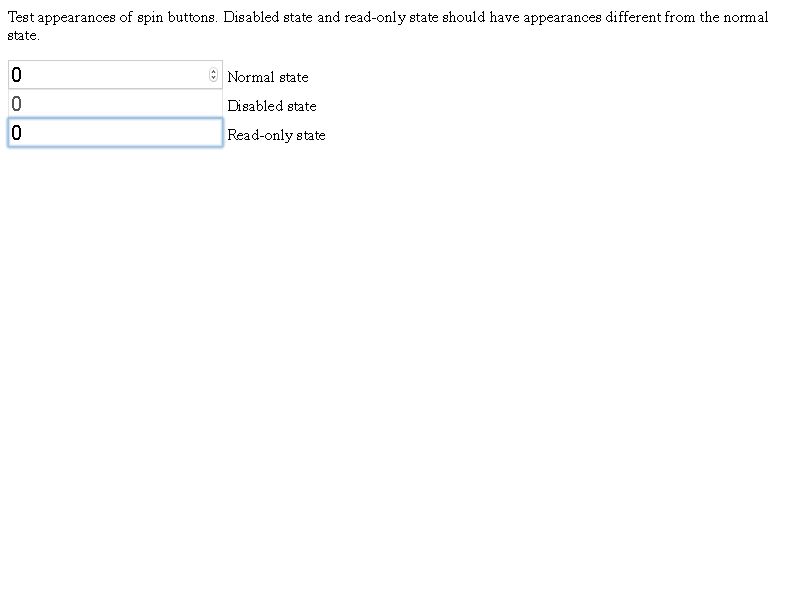 Test appearances of spin buttons. Disabled state and read-only state should have appearances different from the normal
state.
0 Normal state
0 Disabled state
0 Read-only state